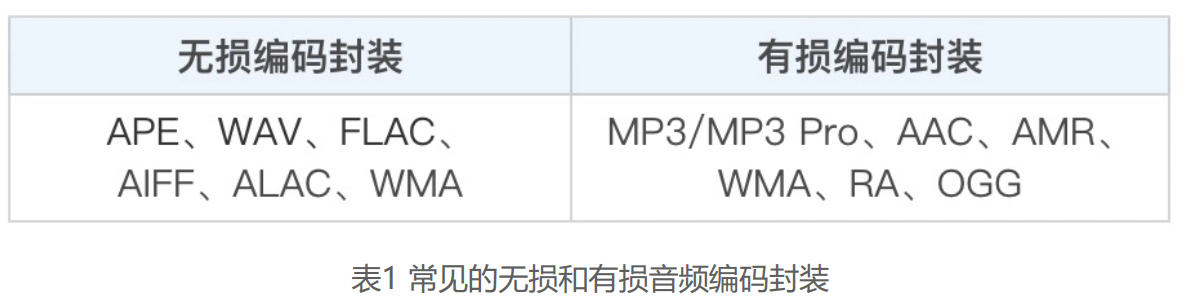 无损编码封装
有损编码封装
APE、WAV、FLAC、
AIFF、ALAC、WMA
MP3/MP3 Pro、AAC、AMR、
WMA、RA、OGG
表1 常见的无损和有损音频编码封装